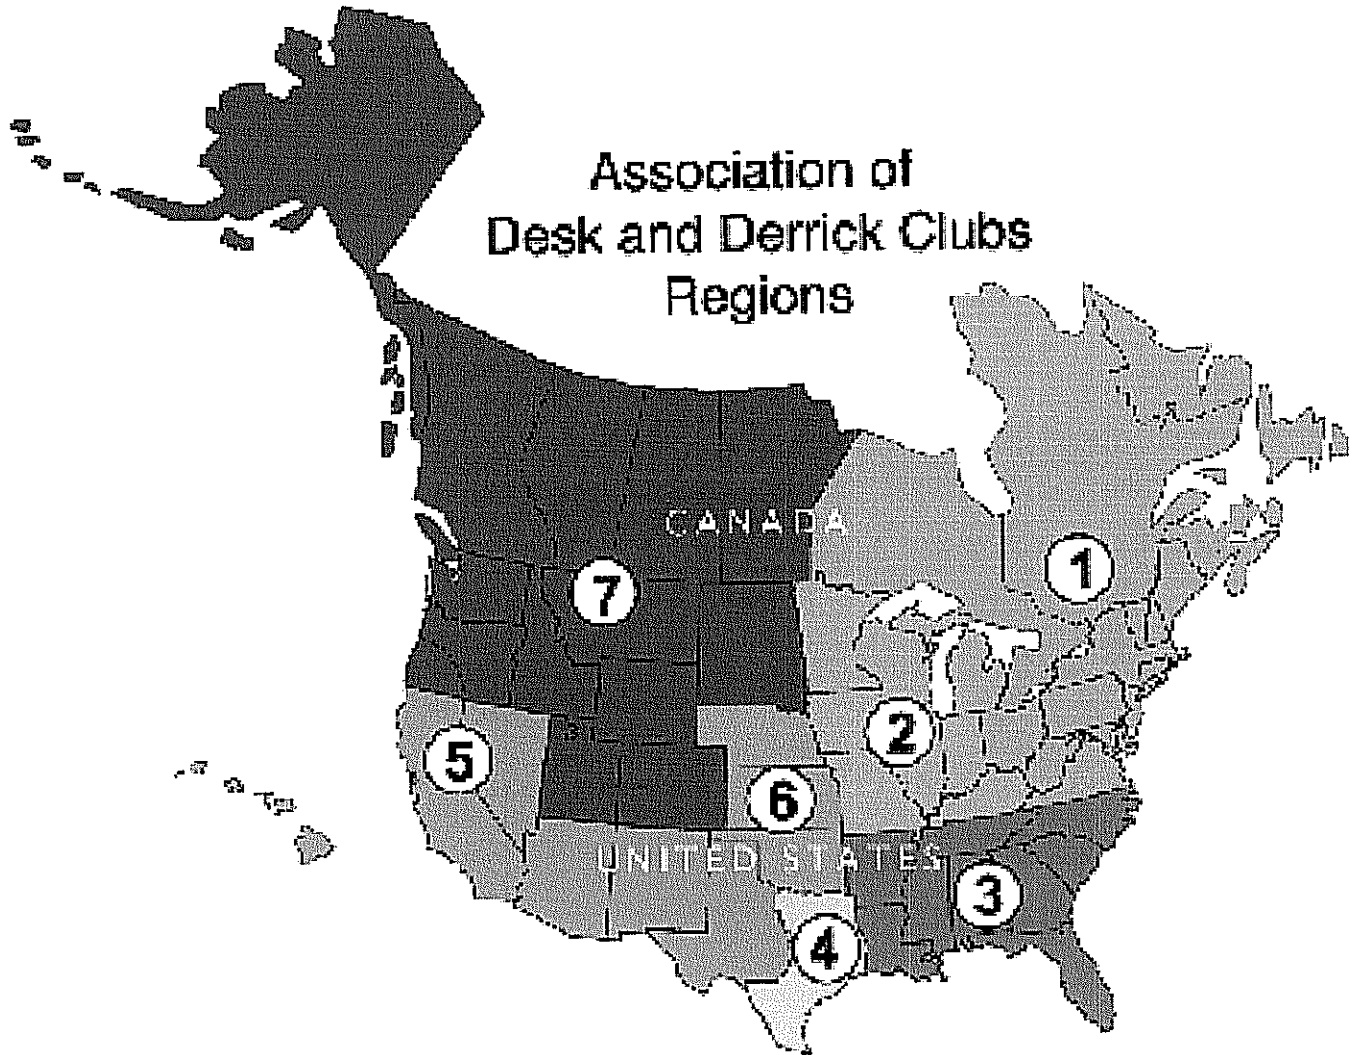 Association of
Desk and Derrick Clubs
Regions
CANADA
1
7
2
5
6
UNITED STATES
3
4